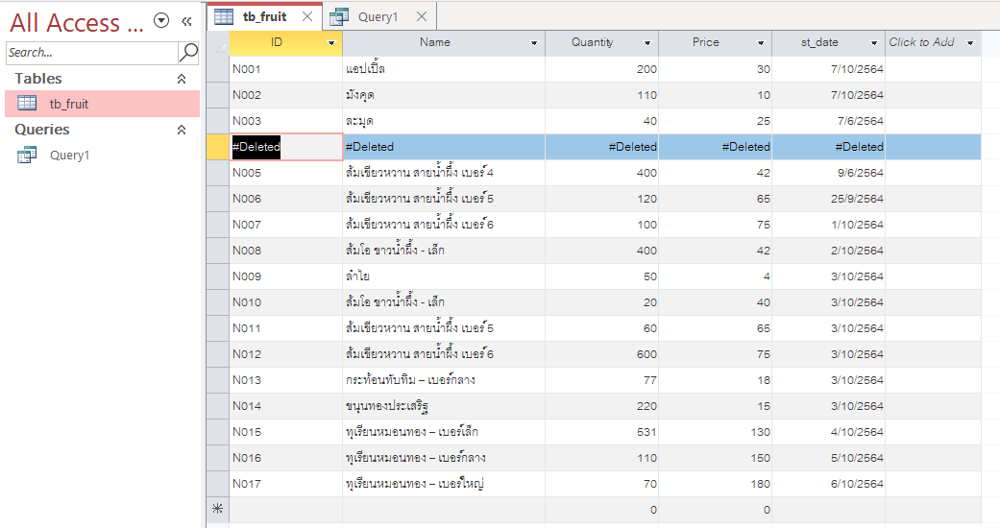 All Access ...
Search...
Tables
tb_fruit
Queries
Query1
tb_fruit Query1
ID Name Quantity Price st_date Click to Add
N001 แอปเปิ้ล 200 30 7/10/2564
N002 มังคุด 110 10 7/10/2564
N003 ละมุด 40 25 7/6/2564
#Deleted #Deleted #Deleted #Deleted #Deleted
N005 ส้มเขียวหวาน สายน้ำผึ้ง เบอร์ 4 400 42 9/6/2564
N006 ส้มเขียวหวาน สายน้ำผึ้ง เบอร์ 5 120 65 25/9/2564
N007 ส้มเขียวหวาน สายน้ำผึ้ง เบอร์ 6 100 75 1/10/2564
N008 ส้มโอ ขาวน้ำผึ้ง - เล็ก 400 42 2/10/2564
N009 ลำไย 50 4 3/10/2564
N010 ส้มโอ ขาวน้ำผึ้ง - เล็ก 20 40 3/10/2564
N011 ส้มเขียวหวาน สายน้ำผึ้ง เบอร์ 5 60 65 3/10/2564
N012 ส้มเขียวหวาน สายน้ำผึ้ง เบอร์ 6 600 75 3/10/2564
N013 กระท้อนทับทิม – เบอร์กลาง 77 18 3/10/2564
N014 ขนุนทองประเสริฐ 220 15 3/10/2564
N015 ทุเรียนหมอนทอง – เบอร์เล็ก 531 130 4/10/2564
N016 ทุเรียนหมอนทอง – เบอร์กลาง 110 150 5/10/2564
N017 ทุเรียนหมอนทอง – เบอร์ใหญ่ 70 180 6/10/2564
0 0